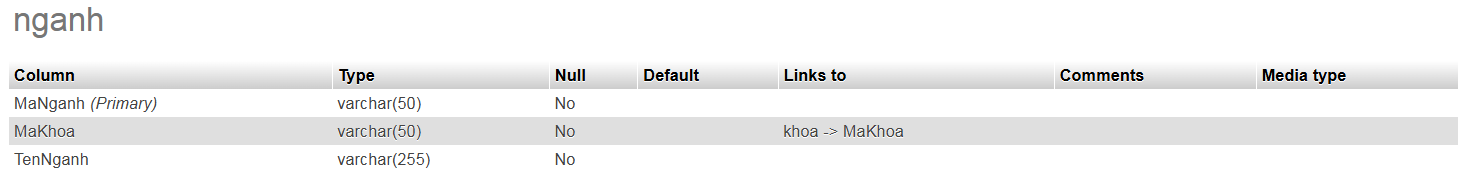 nganh
Column Type Null Default Links to Comments Media type
MaNganh (Primary) varchar(50) No
MaKhoa varchar(50) No khoa -> MaKhoa
TenNganh varchar(255) No